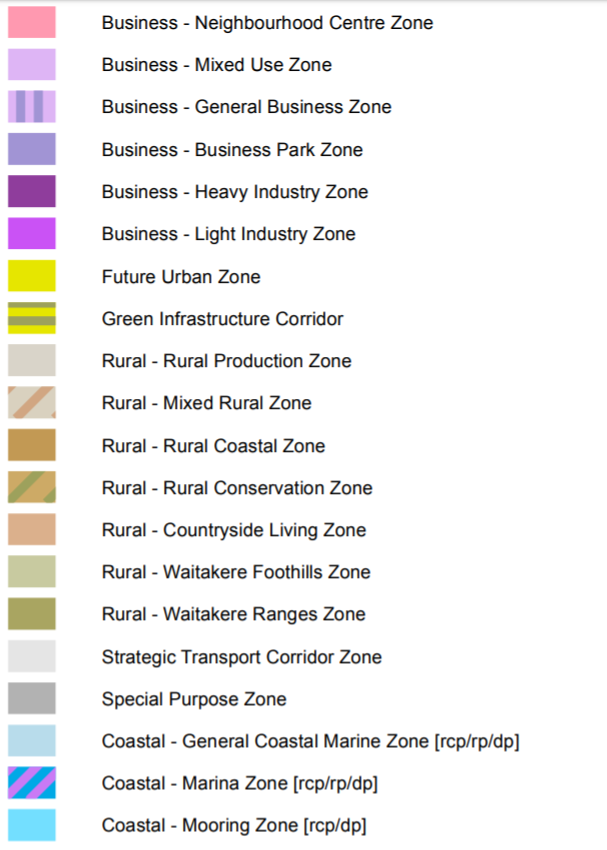 Business - Neighbourhood Centre Zone
Business - Mixed Use Zone
Business - General Business Zone
Business - Business Park Zone
Business - Heavy Industry Zone
Business - Light Industry Zone
Future Urban Zone
Green Infrastructure Corridor
Rural - Rural Production Zone
Rural - Mixed Rural Zone
Rural - Rural Coastal Zone
Rural - Rural Conservation Zone
Rural - Countryside Living Zone
Rural - Waitakere Foothills Zone
Rural - Waitakere Ranges Zone
Strategic Transport Corridor Zone
Special Purpose Zone
Coastal - General Coastal Marine Zone [rcp/rp/dp]
Coastal - Marina Zone [rcp/rp/dp]
Coastal - Mooring Zone [rcp/dp]